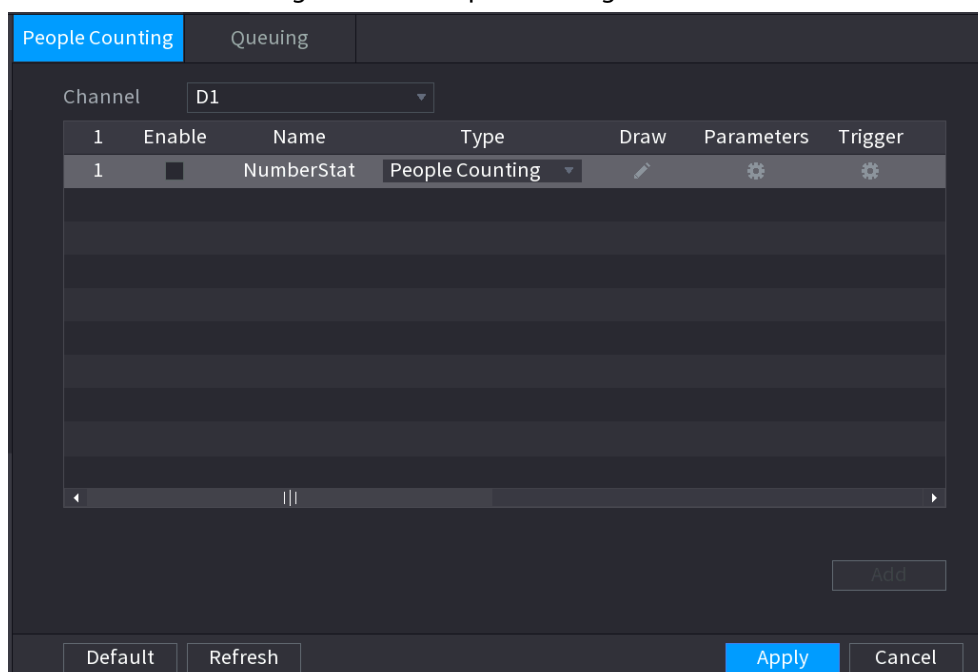 People Counting Queuing
Channel D1
1 Enable Name Type Draw Parameters Trigger
1 NumberStat People Counting
Add
Default Refresh Apply Cancel